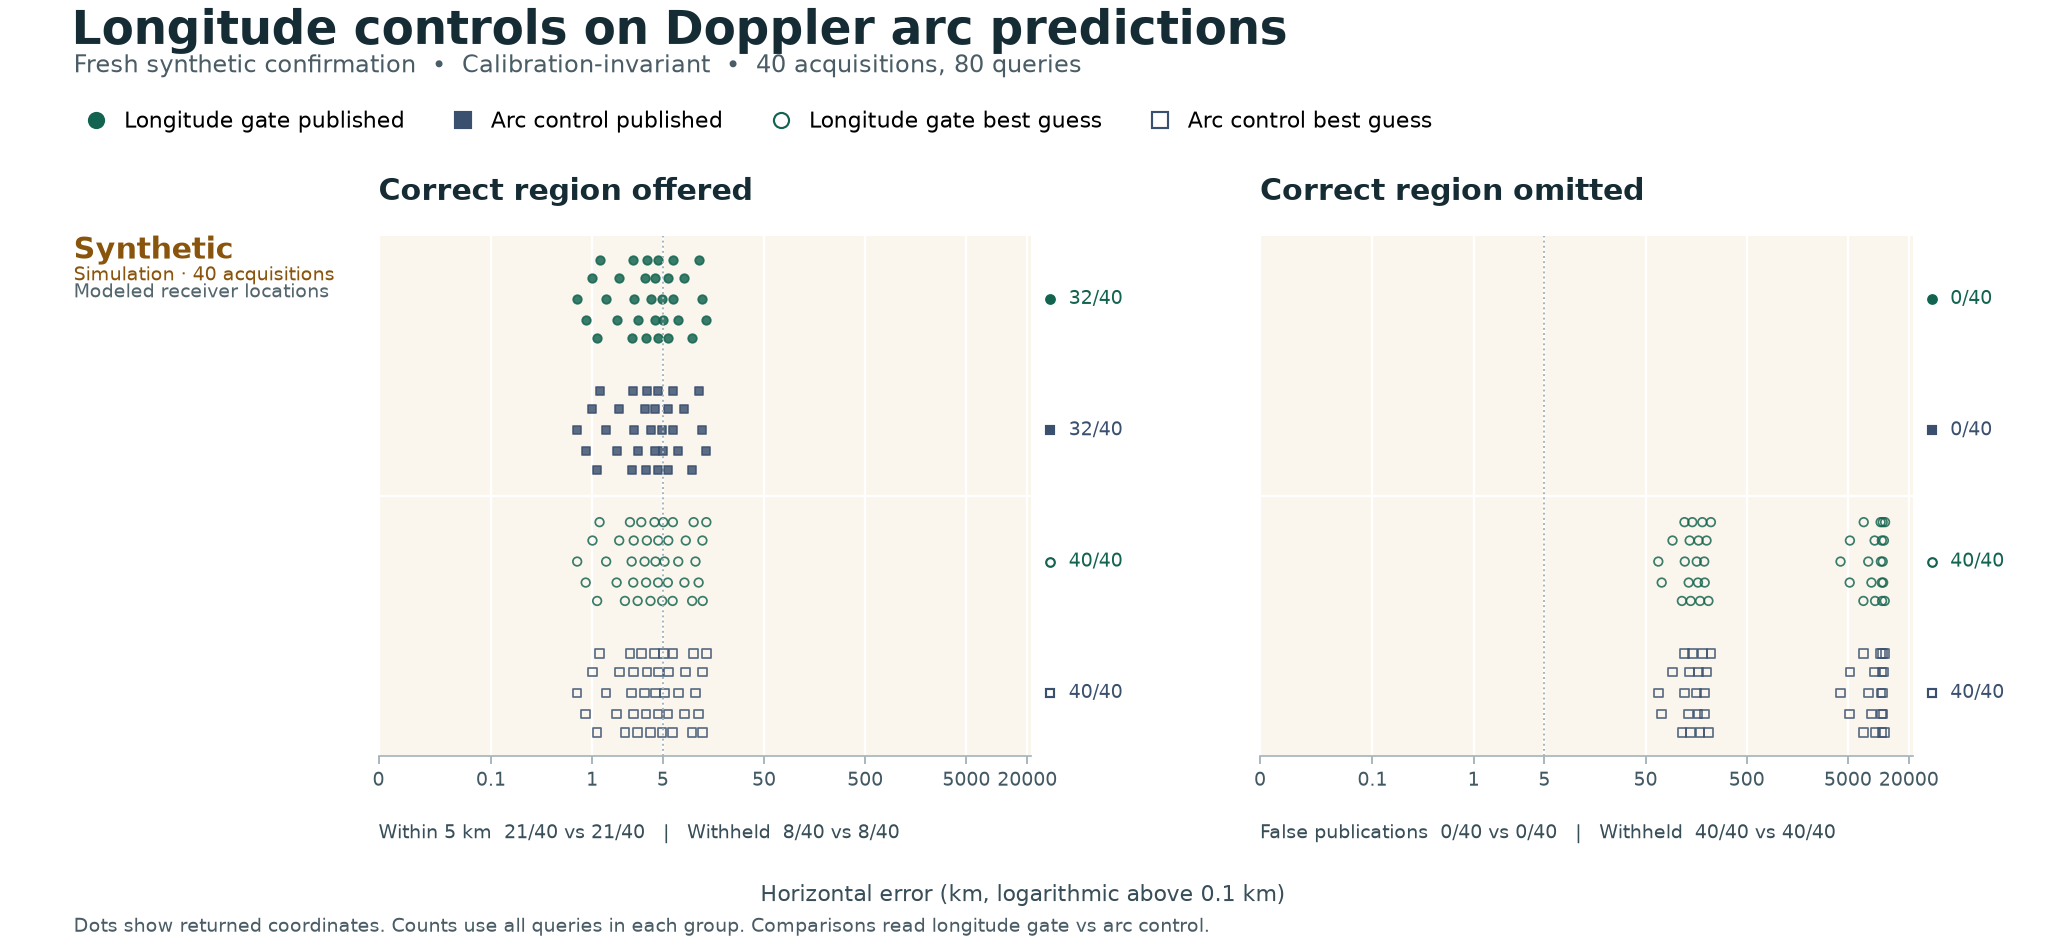 Longitude controls on Doppler arc predictions
Fresh synthetic confirmation • Calibration-invariant • 40 acquisitions, 80 queries
Longitude gate published Arc control published Longitude gate best guess Arc control best guess
Correct region offered Correct region omitted
Synthetic
Simulation · 40 acquisitions
Modeled receiver locations
32/40 0/40
32/40 0/40
40/40 40/40
40/40 40/40
0 0.1 1 5 50 500 5000 20000 0 0.1 1 5 50 500 5000 20000
Within 5 km 21/40 vs 21/40 | Withheld 8/40 vs 8/40 False publications 0/40 vs 0/40 | Withheld 40/40 vs 40/40
Horizontal error (km, logarithmic above 0.1 km)
Dots show returned coordinates. Counts use all queries in each group. Comparisons read longitude gate vs arc control.